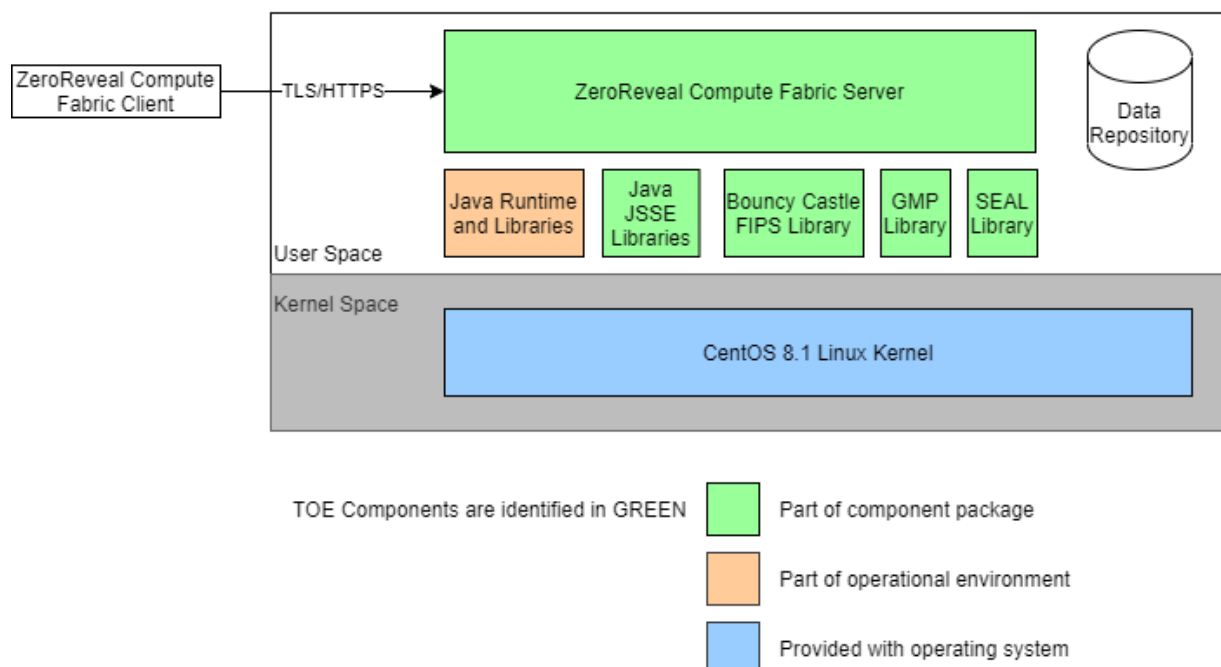 ZeroReveal Compute
Fabric Client
TLS/HTTPS
ZeroReveal Compute Fabric Server
Data
Repository
Java Runtime
and Libraries
Java
JSSE
Libraries
Bouncy Castle
FIPS Library
GMP
Library
SEAL
Library
User Space
Kernel Space
CentOS 8.1 Linux Kernel
TOE Components are identified in GREEN
Part of component package
Part of operational environment
Provided with operating system